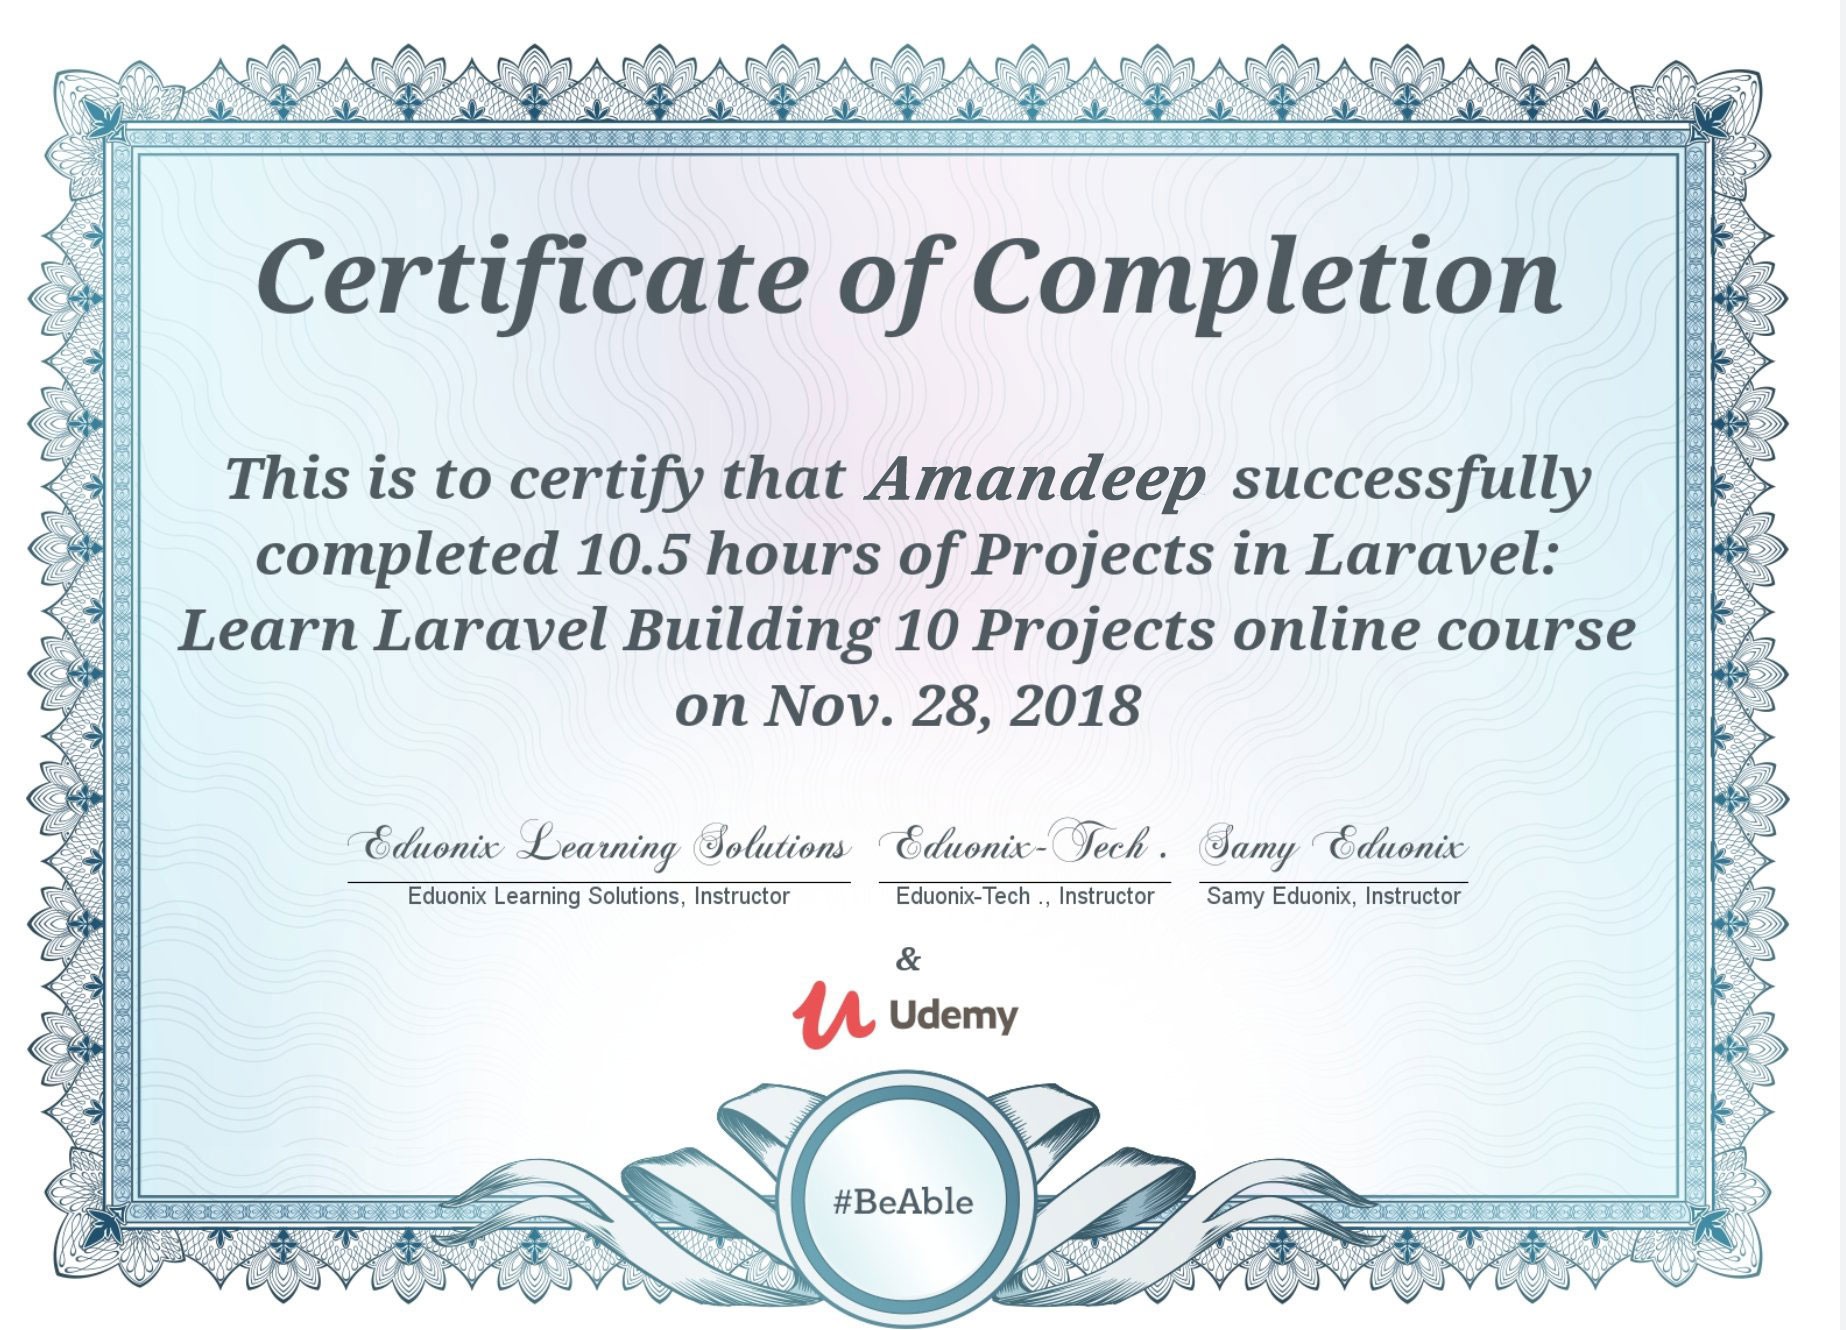 Certificate of Completion
This is to certify that Amandeep successfully
completed 10.5 hours of Projects in Laravel:
Learn Laravel Building 10 Projects online course
on Nov. 28, 2018
Eduonix Learning Solutions Eduonix-Tech . Samy Eduonix
Eduonix Learning Solutions, Instructor Eduonix-Tech ., Instructor Samy Eduonix, Instructor
&
Udemy
#BeAble